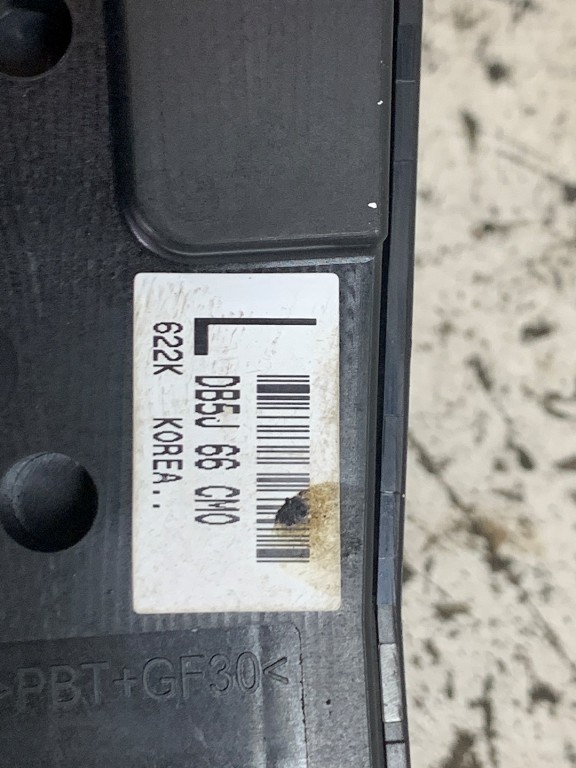 L
DB5J 66 CM0
622K KOREA..
>PBT+GF30<